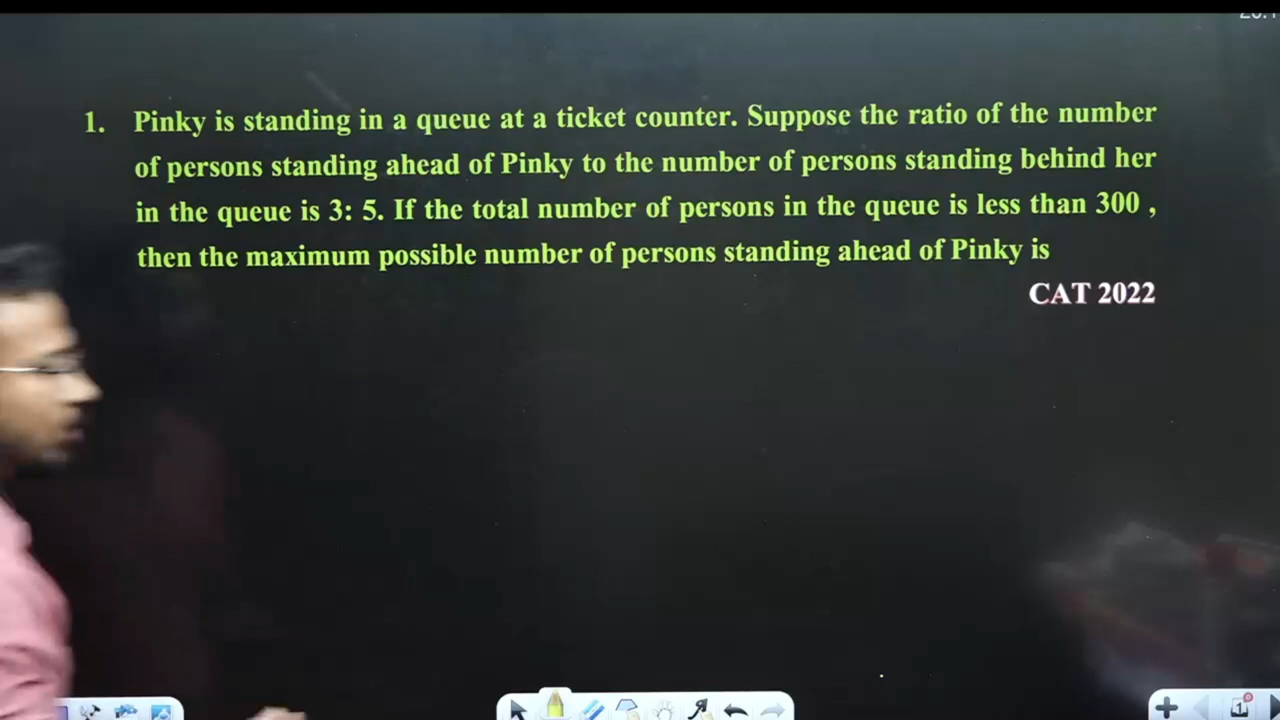 1. Pinky is standing in a queue at a ticket counter. Suppose the ratio of the number
of persons standing ahead of Pinky to the number of persons standing behind her
in the queue is 3: 5. If the total number of persons in the queue is less than 300 ,
then the maximum possible number of persons standing ahead of Pinky is
CAT 2022
1